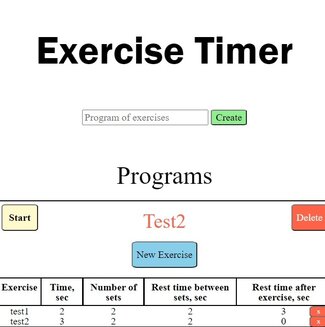 Exercise Timer
Program of exercises Create
Programs
Start Test2 Delete
New Exercise
Exercise Time, sec Number of sets Rest time between sets, sec Rest time after exercise, sec
test1 2 2 2 3 x
test2 3 2 2 0 x